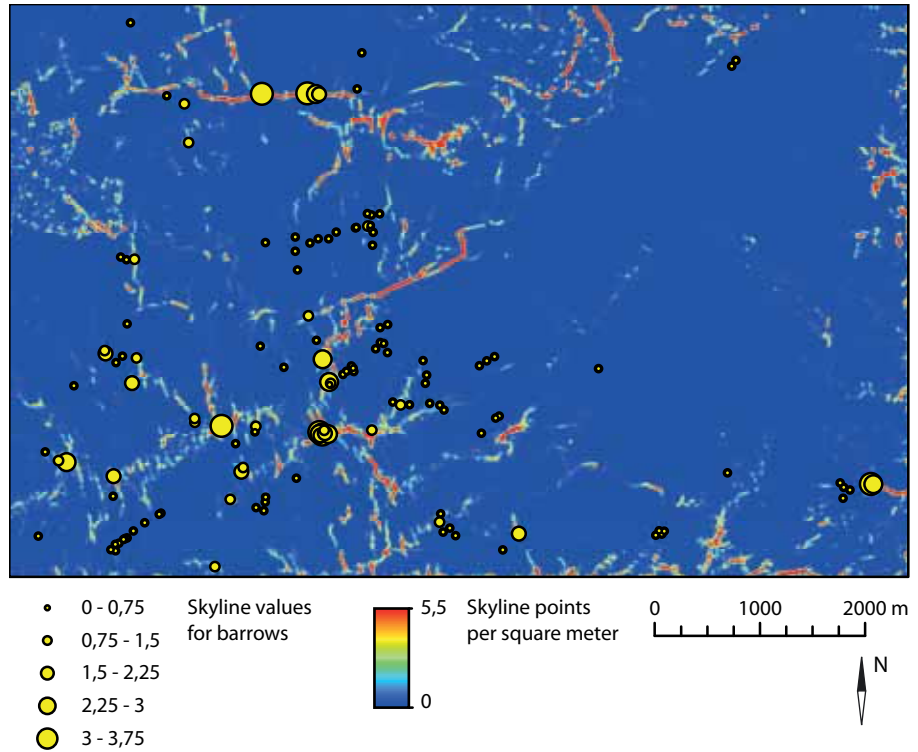 0 - 0,75
0,75 - 1,5
1,5 - 2,25
2,25 - 3
3 - 3,75
Skyline values
for barrows
5,5
0
Skyline points
per square meter
0 1000 2000 m
N